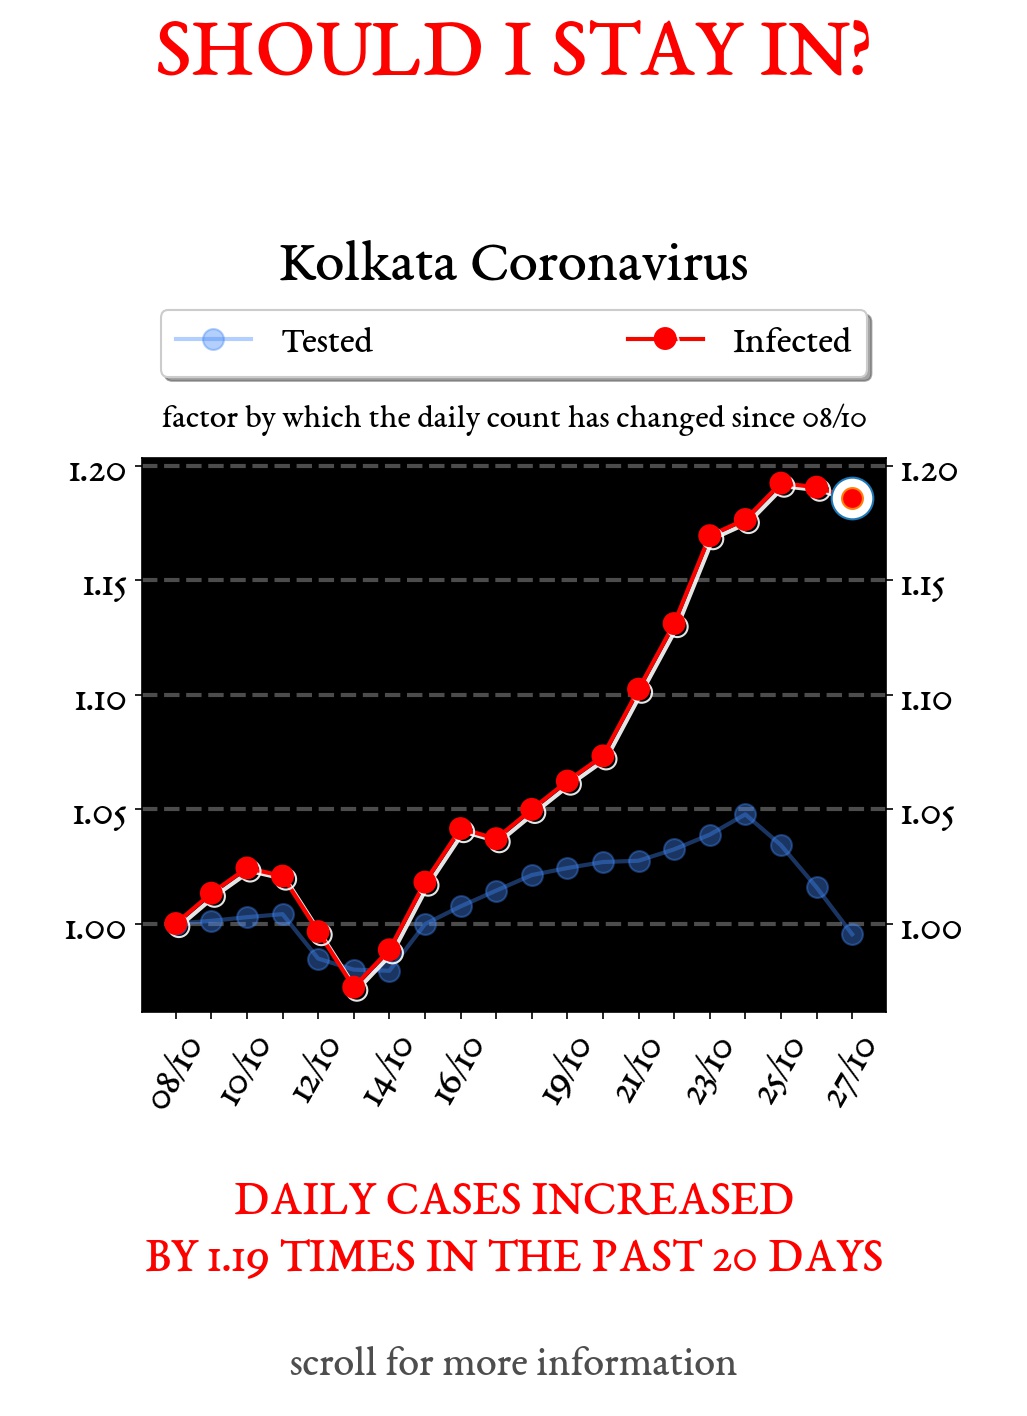 SHOULD I STAY IN?
Kolkata Coronavirus
Tested Infected
factor by which the daily count has changed since 08/10
1.20 1.20
1.15 1.15
1.10 1.10
1.05 1.05
1.00 1.00
08/10 10/10 12/10 14/10 16/10 19/10 21/10 23/10 25/10 27/10
DAILY CASES INCREASED
BY 1.19 TIMES IN THE PAST 20 DAYS
scroll for more information